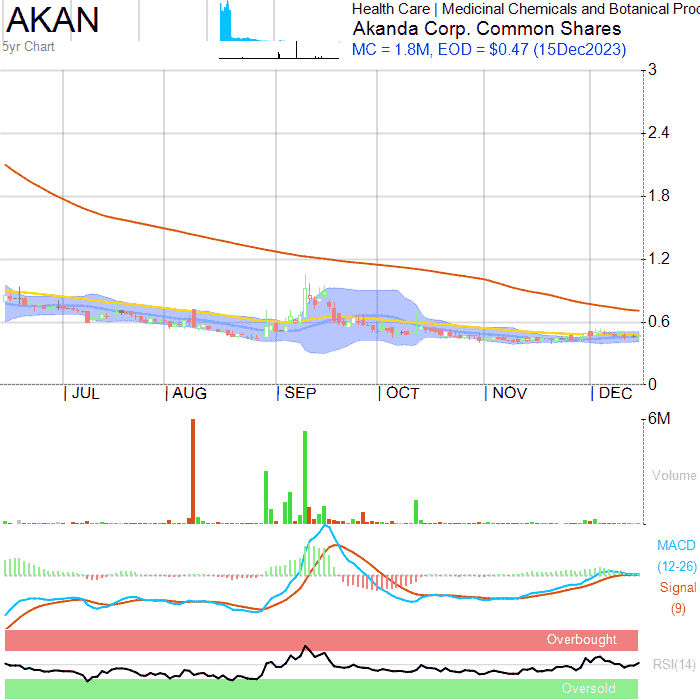 AKAN
5yr Chart
Health Care | Medicinal Chemicals and Botanical Proc
Akanda Corp. Common Shares
MC = 1.8M, EOD = $0.47 (15Dec2023)
3
2.4
1.8
1.2
0.6
0
JUL AUG SEP OCT NOV DEC
6M
Volume
MACD
(12-26)
Signal
(9)
Overbought
RSI(14)
Oversold